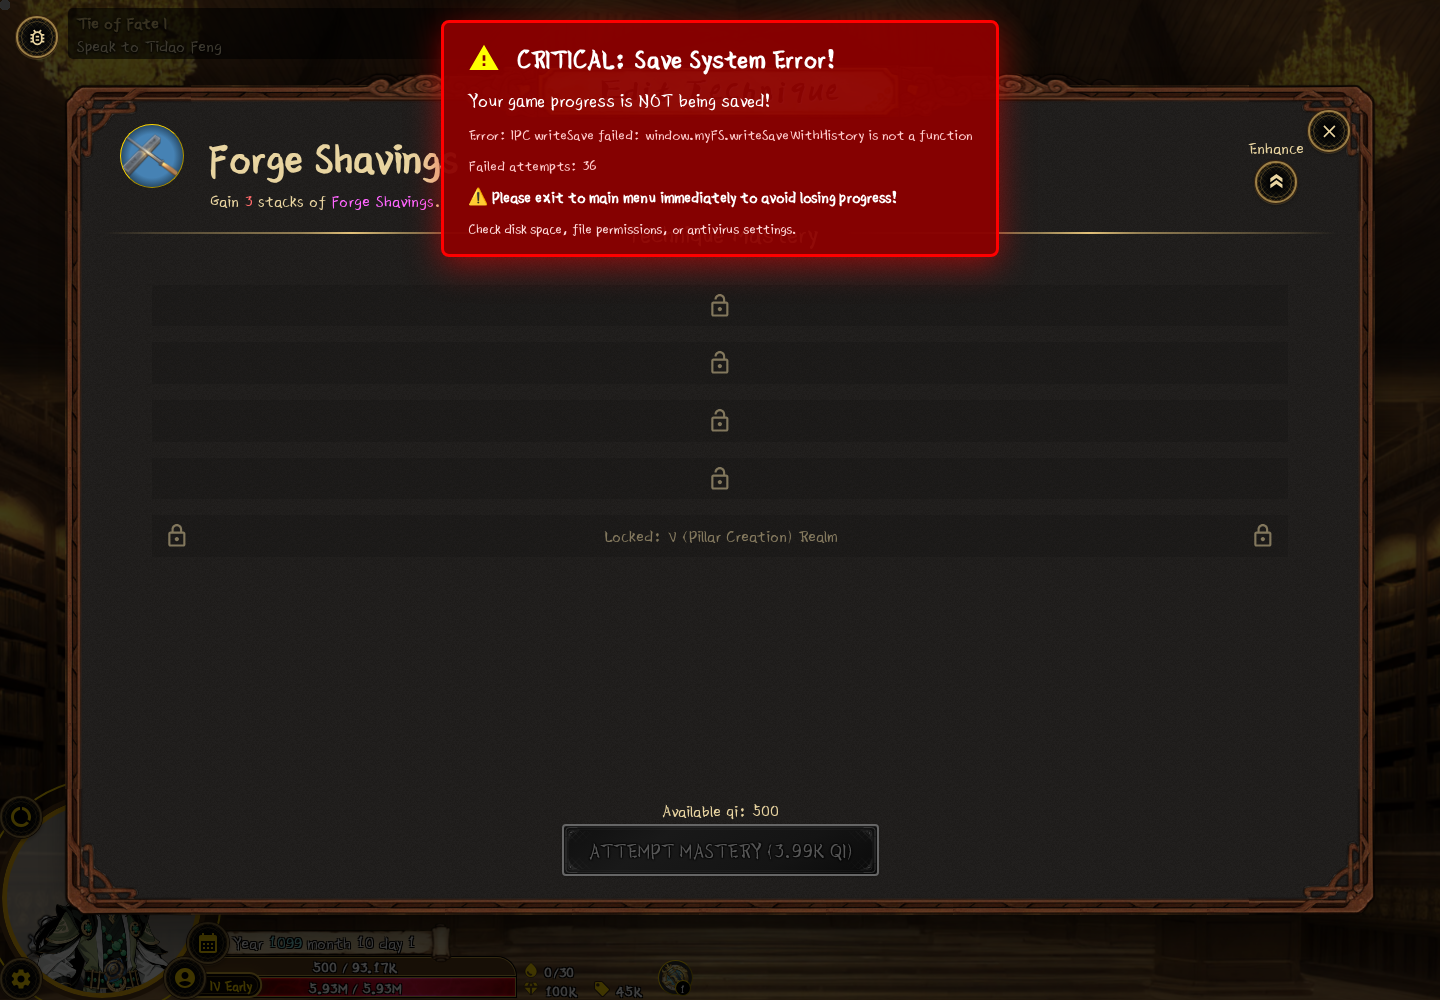 Tie of Fate I
Speak to Tidao Feng
CRITICAL: Save System Error!
Your game progress is NOT being saved!
Error: IPC writeSave failed: window.myFS.writeSaveWithHistory is not a function
Failed attempts: 36
⚠️ Please exit to main menu immediately to avoid losing progress!
Check disk space, file permissions, or antivirus settings.
Forge Shavings
Gain 3 stacks of Forge Shavings.
Enhance
Technique Mastery
Locked: V (Pillar Creation) Realm
Available qi: 500
ATTEMPT MASTERY (3.99K QI)
Year 1099 month 10 day 1
500 / 93.17K
IV Early
5.93M / 5.93M
0/30
100K
45K
f